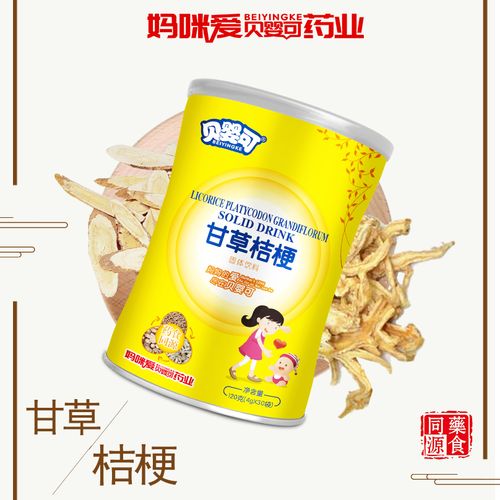 妈咪爱贝婴可药业
BEIYINGKE
贝婴可
BEIYINGKE
LICORICE PLATYCODON GRANDIFLORUM
SOLID DRINK
甘草桔梗
固体饮料
妈咪爱贝婴可药业
净含量:
120克(4g×30袋)
甘草
桔梗
藥食
同源